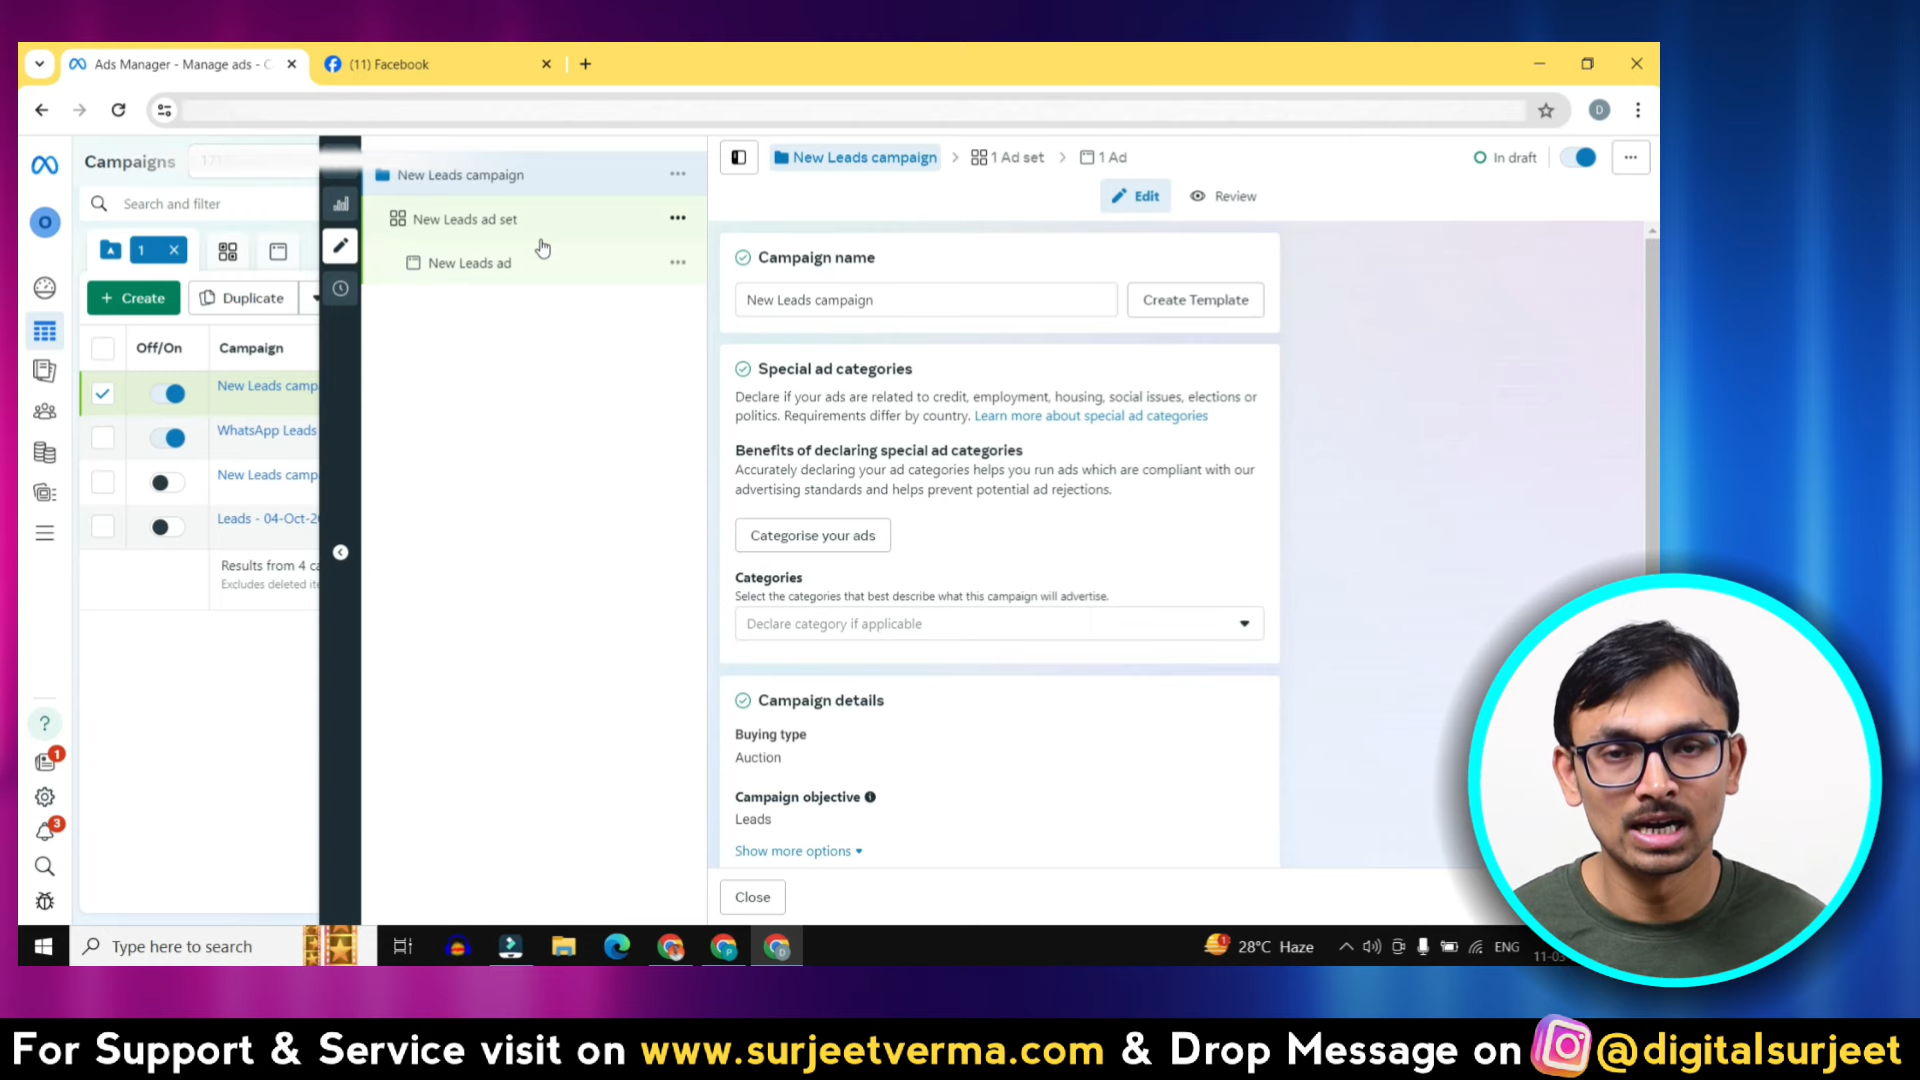 Ads Manager - Manage ads - C
(11) Facebook
D
Campaigns
171
Search and filter
1
+ Create
Duplicate
Off/On
Campaign
New Leads camp
WhatsApp Leads
New Leads camp
Leads - 04-Oct-2
Results from 4 ca
Excludes deleted ite
O
?
1
3
New Leads campaign
New Leads ad set
New Leads ad
New Leads campaign
1 Ad set
1 Ad
In draft
Edit
Review
Campaign name
New Leads campaign
Create Template
Special ad categories
Declare if your ads are related to credit, employment, housing, social issues, elections or
politics. Requirements differ by country. Learn more about special ad categories
Benefits of declaring special ad categories
Accurately declaring your ad categories helps you run ads which are compliant with our
advertising standards and helps prevent potential ad rejections.
Categorise your ads
Categories
Select the categories that best describe what this campaign will advertise.
Declare category if applicable
Campaign details
Buying type
Auction
Campaign objective
Leads
Show more options
Close
Type here to search
28°C Haze
ENG
11-03
For Support & Service visit on www.surjeetverma.com & Drop Message on @digitalsurjeet